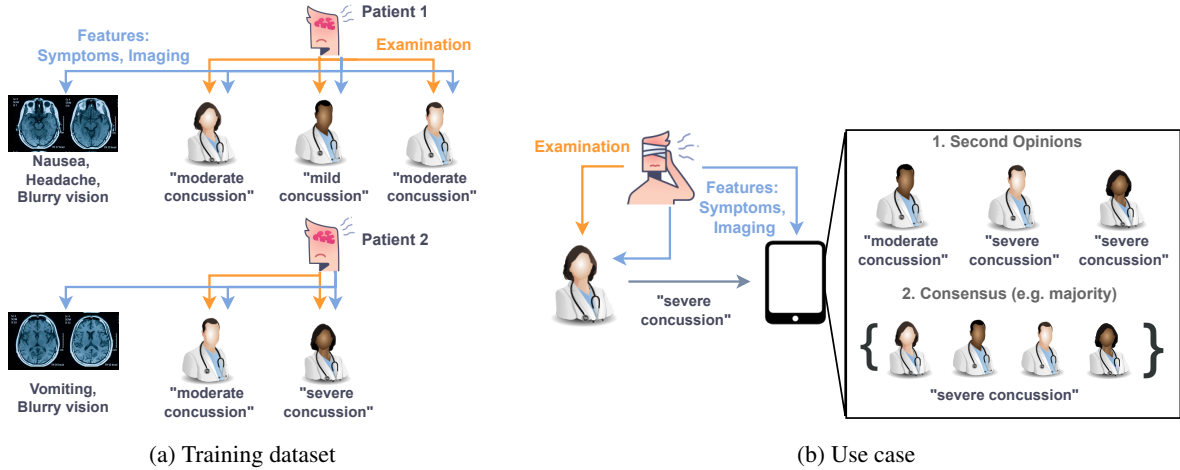 Patient 1
Features:
Symptoms, Imaging
Examination
Nausea,
Headache,
Blurry vision
"moderate
concussion"
"mild
concussion"
"moderate
concussion"
Patient 2
Vomiting,
Blurry vision
"moderate
concussion"
"severe
concussion"
(a) Training dataset
Examination
Features:
Symptoms,
Imaging
"severe
concussion"
1. Second Opinions
"moderate
concussion"
"severe
concussion"
"severe
concussion"
2. Consensus (e.g. majority)
{
}
"severe concussion"
(b) Use case